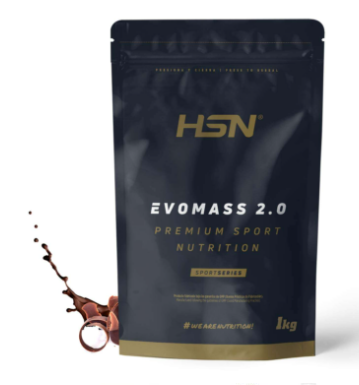 HSN®
EVOMASS 2.0
PREMIUM SPORT
NUTRITION
SPORTSERIES
#WEARENUTRITION!
1kg